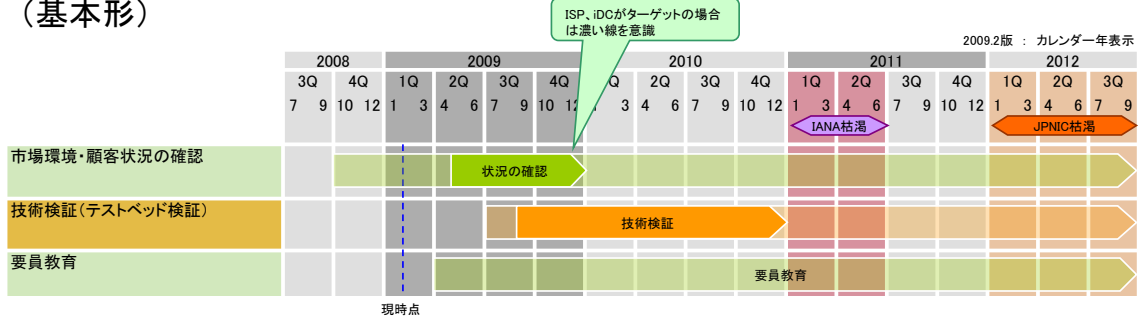 (基本形)
ISP、iDCがターゲットの場合
は濃い線を意識
2009.2版 : カレンダー年表示
2008 2009 2010 2011 2012
3Q 4Q 1Q 2Q 3Q 4Q Q 2Q 3Q 4Q 1Q 2Q 3Q 4Q 1Q 2Q 3Q
7 9 10 12 1 3 4 6 7 9 10 12 1 3 4 6 7 9 10 12 1 3 4 6 7 9 10 12 1 3 4 6 7 9
IANA枯渇 JPNIC枯渇
市場環境・顧客状況の確認
状況の確認
技術検証(テストベッド検証)
技術検証
要員教育
要員教育
現時点